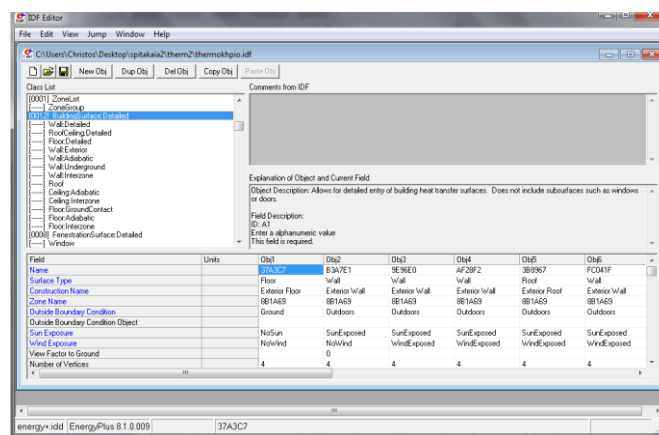 IDF Editor
File Edit View Jump Window Help
C:\Users\Christos\Desktop\spitakaia2\therm2\thermokhpio.idf
New Obj Dup Obj Del Obj Copy Obj Paste Obj
Class List
Comments from IDF
[0001] ZoneList
[------] ZoneGroup
[0012] BuildingSurface:Detailed
[------] Wall:Detailed
[------] RoofCeiling:Detailed
[------] Floor:Detailed
[------] Wall:Exterior
[------] Wall:Adiabatic
[------] Wall:Underground
[------] Wall:Interzone
[------] Roof
[------] Ceiling:Adiabatic
[------] Ceiling:Interzone
[------] Floor:GroundContact
[------] Floor:Adiabatic
[------] Floor:Interzone
[0008] FenestrationSurface:Detailed
[------] Window
Explanation of Object and Current Field
Object Description: Allows for detailed entry of building heat transfer surfaces. Does not include subsurfaces such as windows
or doors.
Field Description:
ID: A1
Enter a alphanumeric value
This field is required.
Field Units Obj1 Obj2 Obj3 Obj4 Obj5 Obj6
Name 37A3C7 B3A7E1 9E96E0 AF28F2 3B8967 FC041F
Surface Type Floor Wall Wall Wall Roof Wall
Construction Name Exterior Floor Exterior Wall Exterior Wall Exterior Wall Exterior Roof Exterior Wall
Zone Name 8B1A69 8B1A69 8B1A69 8B1A69 8B1A69 8B1A69
Outside Boundary Condition Ground Outdoors Outdoors Outdoors Outdoors Outdoors
Outside Boundary Condition Object
Sun Exposure NoSun SunExposed SunExposed SunExposed SunExposed SunExposed
Wind Exposure NoWind NoWind WindExposed WindExposed WindExposed WindExposed
View Factor to Ground 0
Number of Vertices 4 4 4 4 4 4
energy+.idd EnergyPlus 8.1.0.009 37A3C7